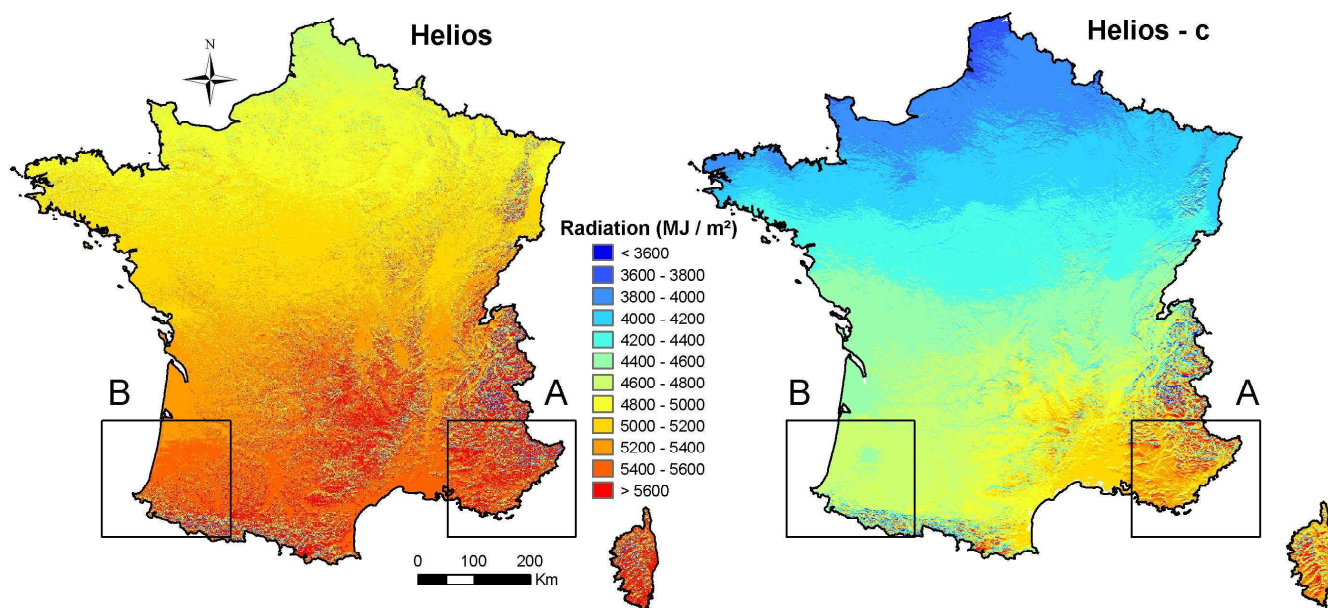 Helios
Helios - c
N
Radiation (MJ / m²)
< 3600
3600 - 3800
3800 - 4000
4000 - 4200
4200 - 4400
4400 - 4600
4600 - 4800
4800 - 5000
5000 - 5200
5200 - 5400
5400 - 5600
> 5600
B
A
B
A
0
100
200
Km